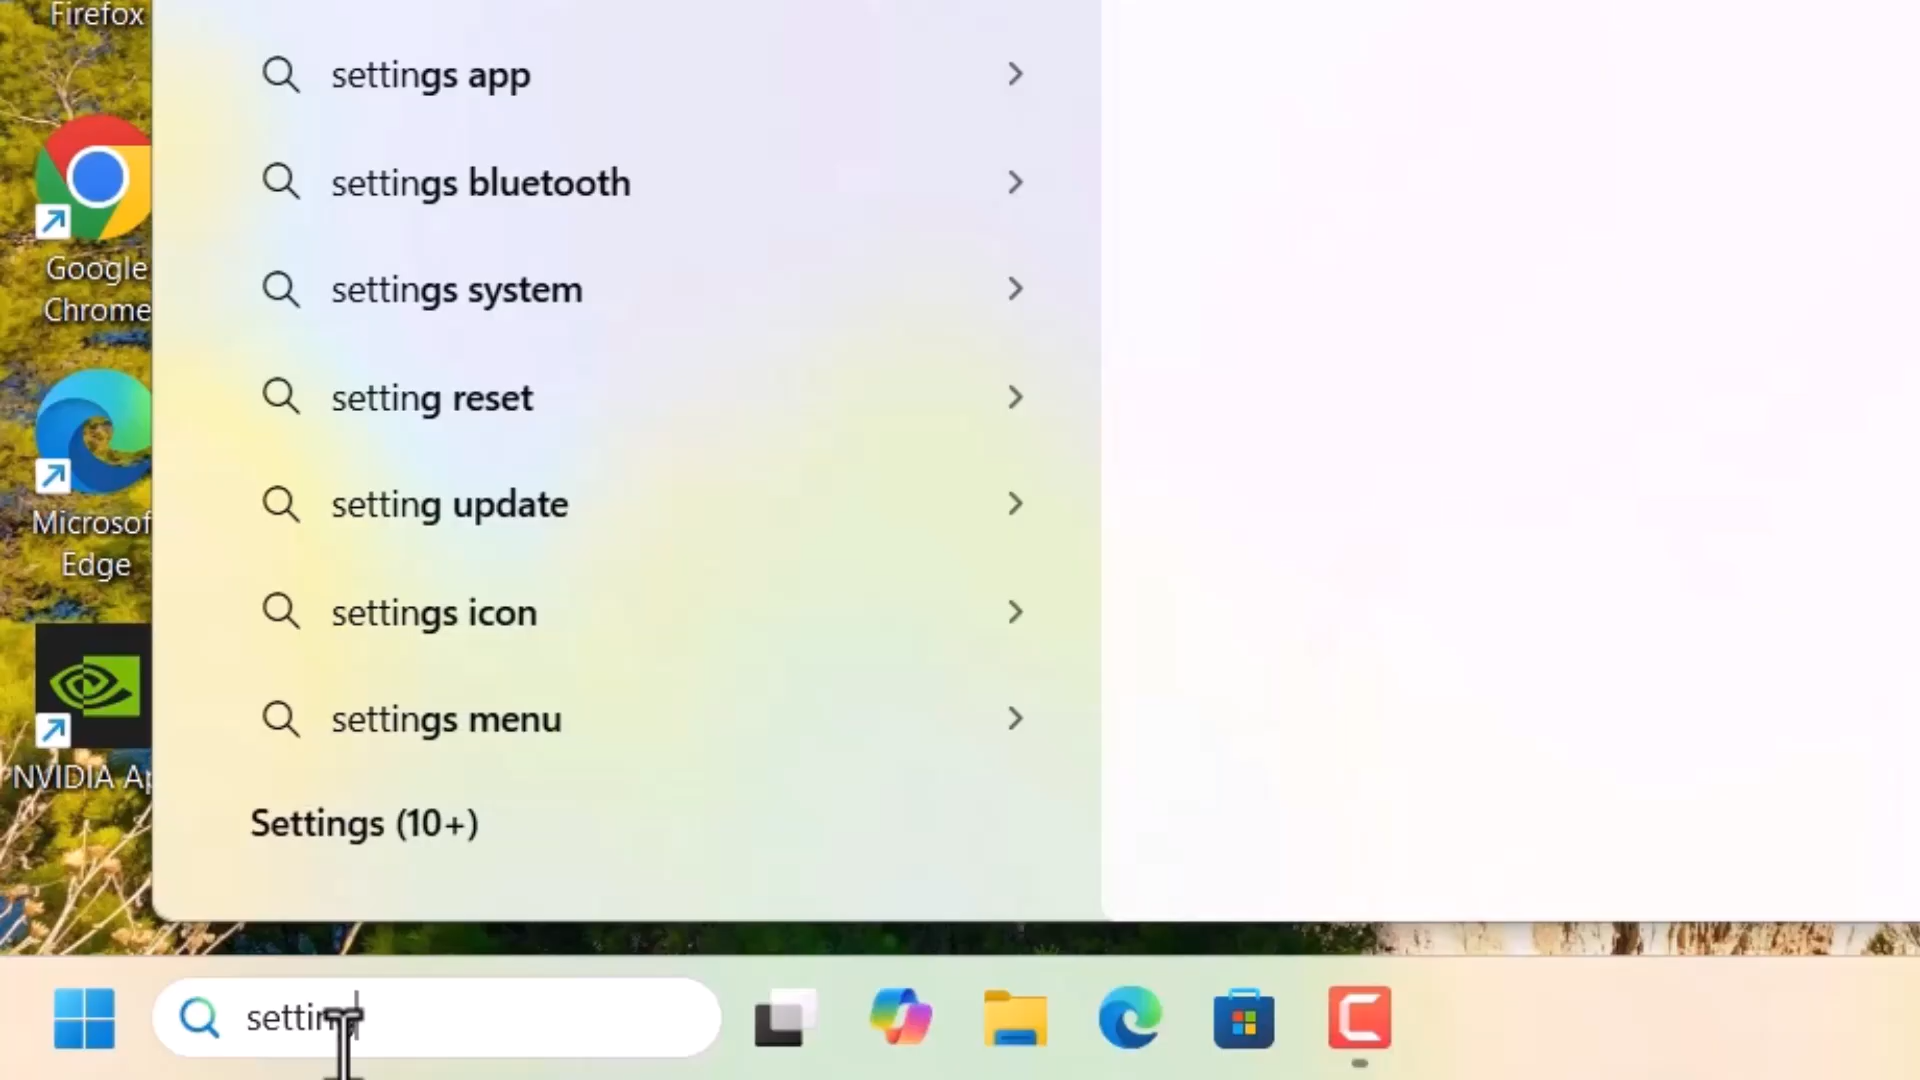 Firefox
settings app
settings bluetooth
Google
Chrome
settings system
setting reset
Microsof
Edge
setting update
settings icon
settings menu
NVIDIA Ap
Settings (10+)